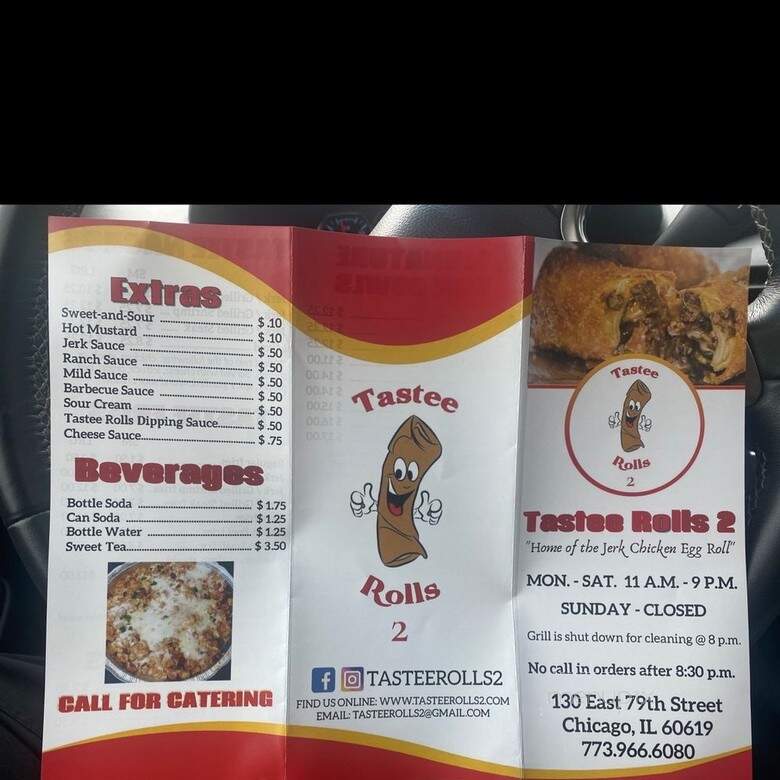 Extras
Sweet-and-Sour ........ $ .10
Hot Mustard ........ $ .10
Jerk Sauce ........ $ .50
Ranch Sauce ........ $ .50
Mild Sauce ........ $ .50
Barbecue Sauce ........ $ .50
Sour Cream ........ $ .50
Tastee Rolls Dipping Sauce........ $ .50
Cheese Sauce........ $ .75
Beverages
Bottle Soda ........ $ 1.75
Can Soda ........ $ 1.25
Bottle Water ........ $ 1.25
Sweet Tea........ $ 3.50
CALL FOR CATERING
Tastee
Rolls
2
TASTEEROLLS2
FIND US ONLINE: WWW.TASTEEROLLS2.COM
EMAIL: TASTEEROLLS2@GMAIL.COM
Tastee
Rolls
2
Tastee Rolls 2
"Home of the Jerk Chicken Egg Roll"
MON. - SAT. 11 A.M. - 9 P.M.
SUNDAY - CLOSED
Grill is shut down for cleaning @ 8 p.m.
No call in orders after 8:30 p.m.
130 East 79th Street
Chicago, IL 60619
773.966.6080